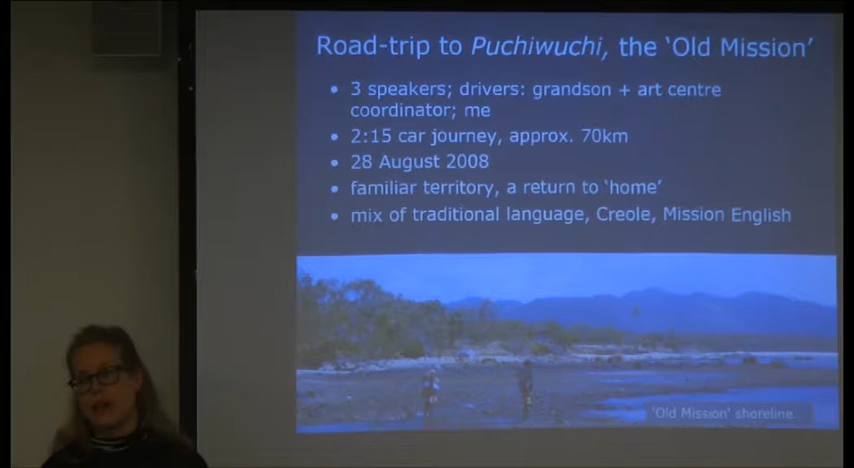 Road-trip to Puchiwuchi, the ‘Old Mission’
• 3 speakers; drivers: grandson + art centre
coordinator; me
• 2:15 car journey, approx. 70km
• 28 August 2008
• familiar territory, a return to ‘home’
• mix of traditional language, Creole, Mission English
‘Old Mission’ shoreline.